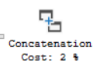 Concatenation
Cost: 2 %